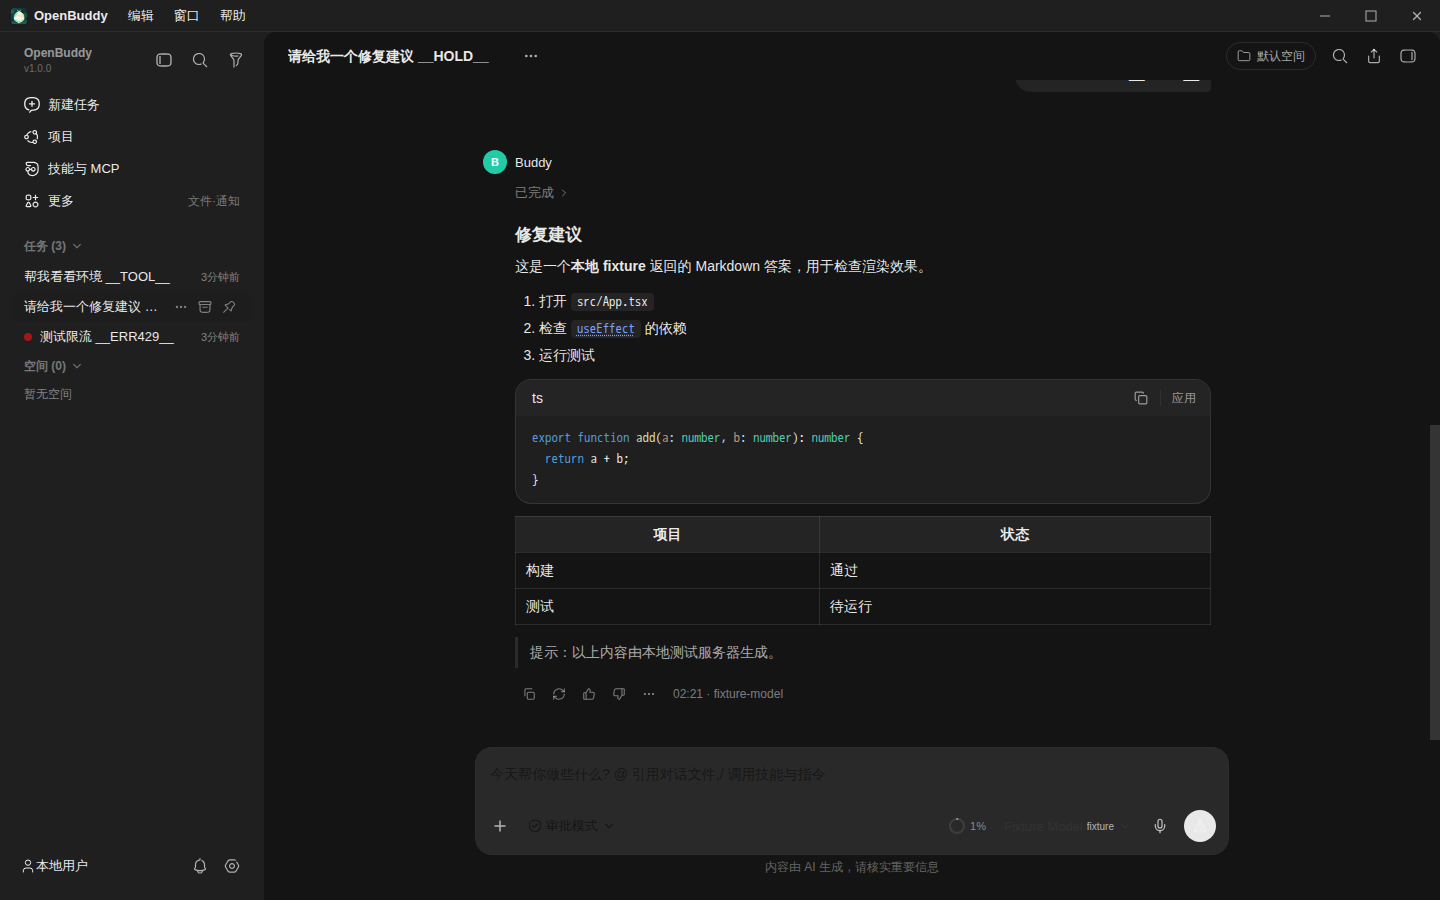 OpenBuddy 编辑 窗口 帮助
OpenBuddy
v1.0.0
新建任务
项目
技能与 MCP
更多 文件·通知
任务 (3)
帮我看看环境 __TOOL__ 3分钟前
请给我一个修复建议 …
测试限流 __ERR429__ 3分钟前
空间 (0)
暂无空间
本地用户
请给我一个修复建议 __HOLD__
默认空间
B Buddy
已完成
修复建议
这是一个本地 fixture 返回的 Markdown 答案，用于检查渲染效果。
1. 打开 src/App.tsx
2. 检查 useEffect 的依赖
3. 运行测试
ts 应用
export function add(a: number, b: number): number {
return a + b;
}
项目 状态
构建 通过
测试 待运行
提示：以上内容由本地测试服务器生成。
02:21 · fixture-model
今天帮你做些什么? @ 引用对话文件,/ 调用技能与指令
审批模式 1% Fixture Model fixture
内容由 AI 生成，请核实重要信息